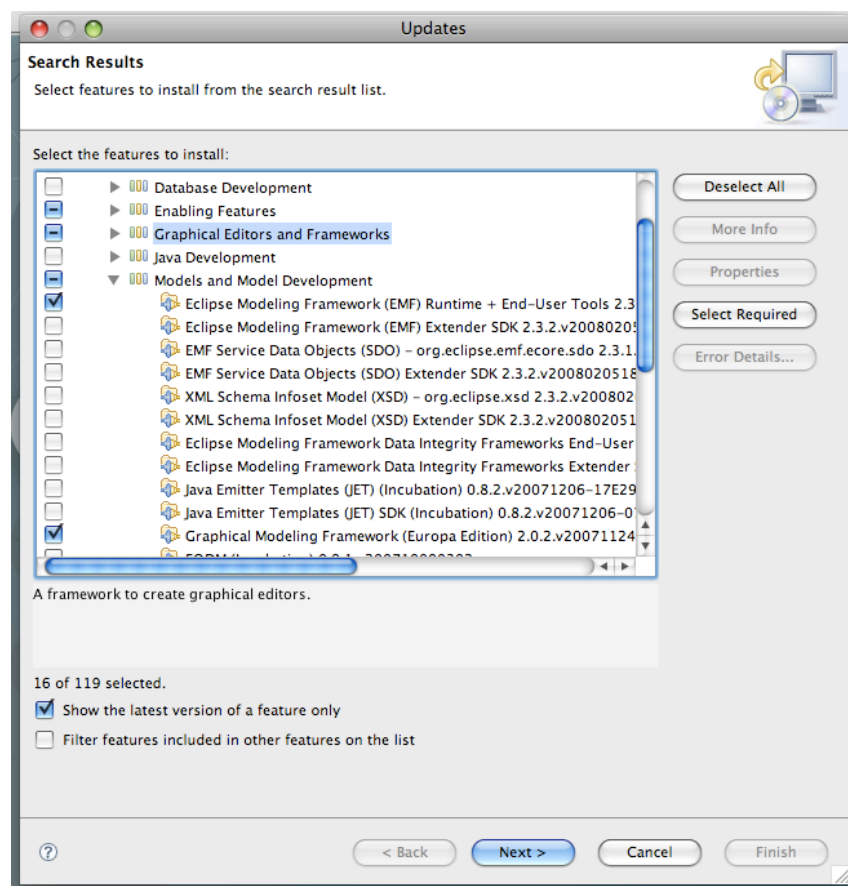 Updates
Search Results
Select features to install from the search result list.
Select the features to install:
Database Development
Enabling Features
Graphical Editors and Frameworks
Java Development
Models and Model Development
Eclipse Modeling Framework (EMF) Runtime + End-User Tools 2.3
Eclipse Modeling Framework (EMF) Extender SDK 2.3.2.v2008020
EMF Service Data Objects (SDO) – org.eclipse.emf.ecore.sdo 2.3.1.
EMF Service Data Objects (SDO) Extender SDK 2.3.2.v2008020518
XML Schema Infoset Model (XSD) – org.eclipse.xsd 2.3.2.v200802
XML Schema Infoset Model (XSD) Extender SDK 2.3.2.v200802051
Eclipse Modeling Framework Data Integrity Frameworks End-User
Eclipse Modeling Framework Data Integrity Frameworks Extender
Java Emitter Templates (JET) (Incubation) 0.8.2.v20071206-17E29
Java Emitter Templates (JET) SDK (Incubation) 0.8.2.v20071206-0
Graphical Modeling Framework (Europa Edition) 2.0.2.v20071124
Deselect All
More Info
Properties
Select Required
Error Details...
A framework to create graphical editors.
16 of 119 selected.
Show the latest version of a feature only
Filter features included in other features on the list
?
< Back
Next >
Cancel
Finish